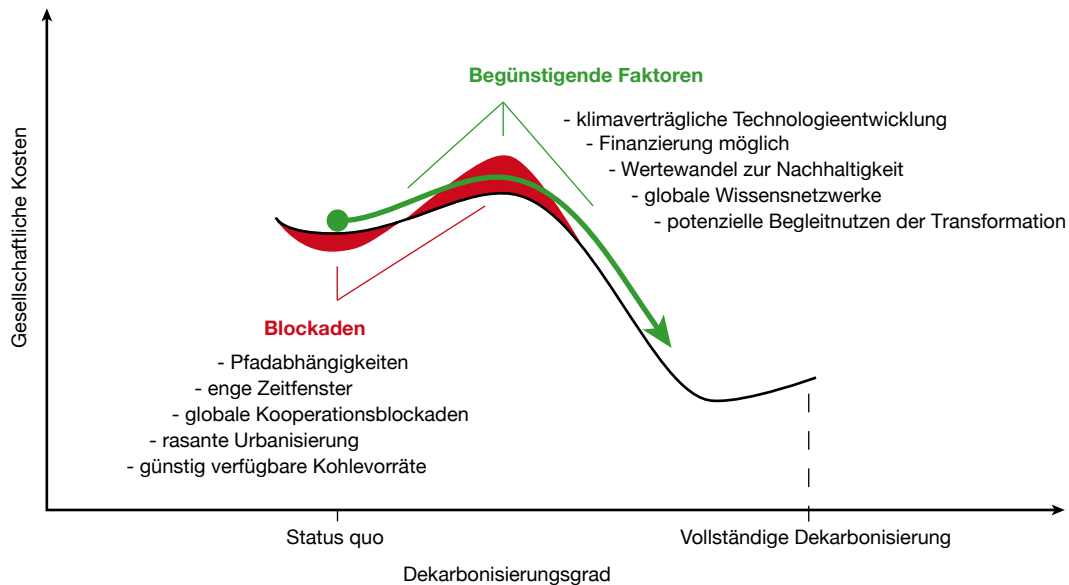 Gesellschaftliche Kosten
Begünstigende Faktoren
- klimaverträgliche Technologieentwicklung
- Finanzierung möglich
- Wertewandel zur Nachhaltigkeit
- globale Wissensnetzwerke
- potenzielle Begleitnutzen der Transformation
Blockaden
- Pfadabhängigkeiten
- enge Zeitfenster
- globale Kooperationsblockaden
- rasante Urbanisierung
- günstig verfügbare Kohlevorräte
Status quo
Vollständige Dekarbonisierung
Dekarbonisierungsgrad